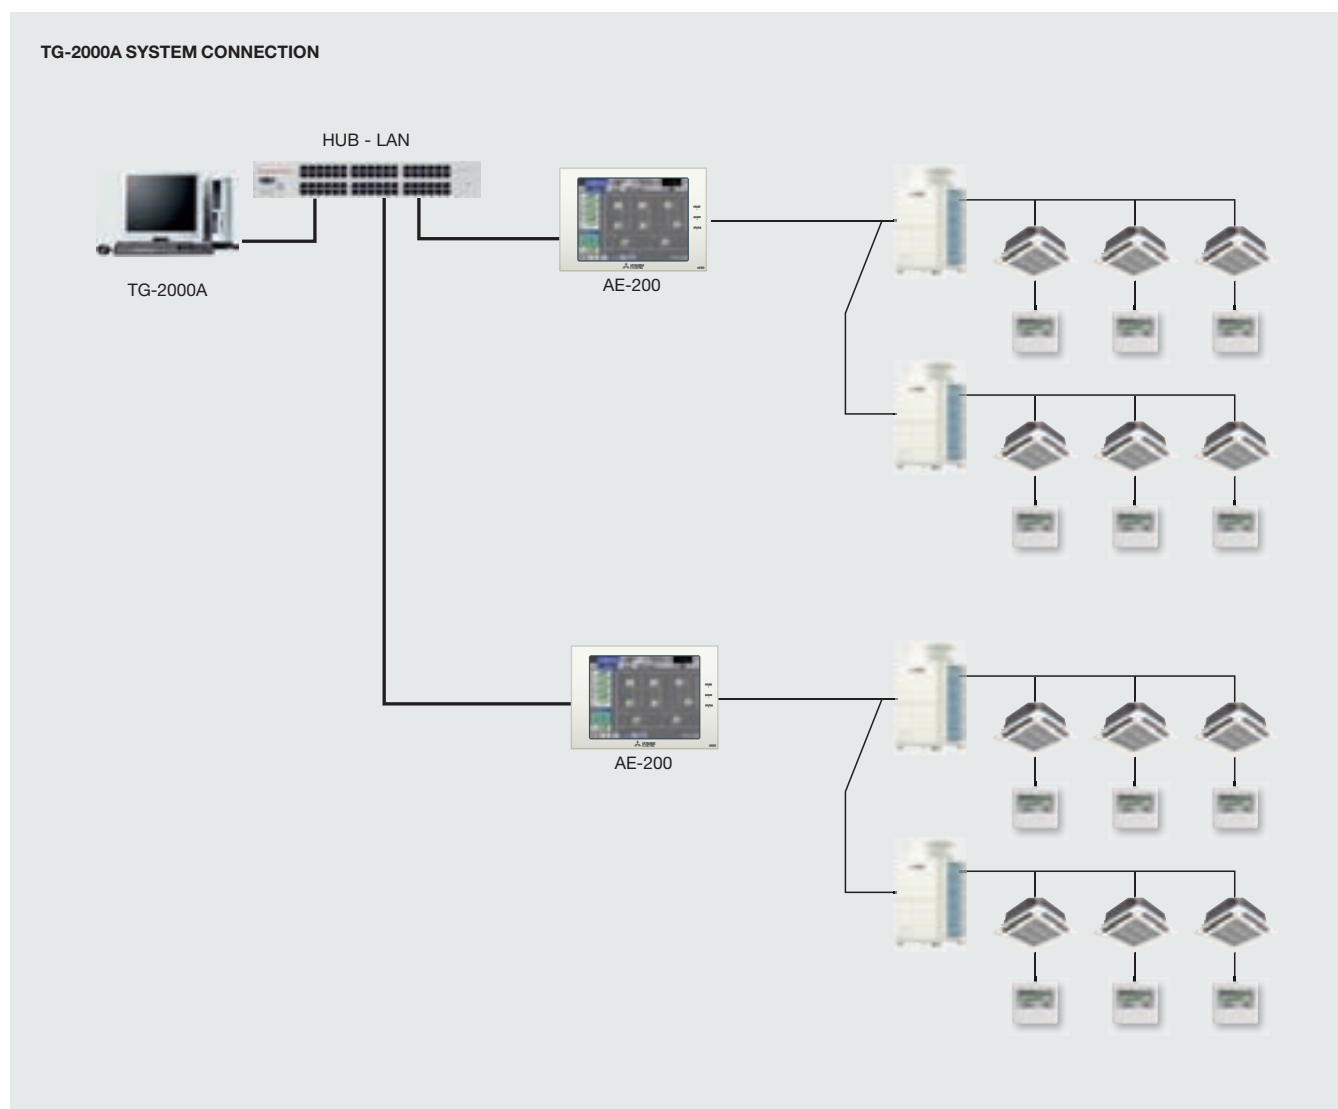 TG-2000A SYSTEM CONNECTION
HUB - LAN
TG-2000A
AE-200
AE-200